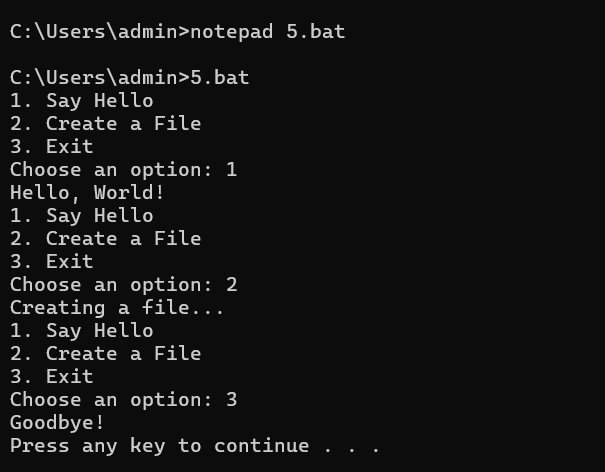 C:\Users\admin>notepad 5.bat
C:\Users\admin>5.bat
1. Say Hello
2. Create a File
3. Exit
Choose an option: 1
Hello, World!
1. Say Hello
2. Create a File
3. Exit
Choose an option: 2
Creating a file...
1. Say Hello
2. Create a File
3. Exit
Choose an option: 3
Goodbye!
Press any key to continue . . .